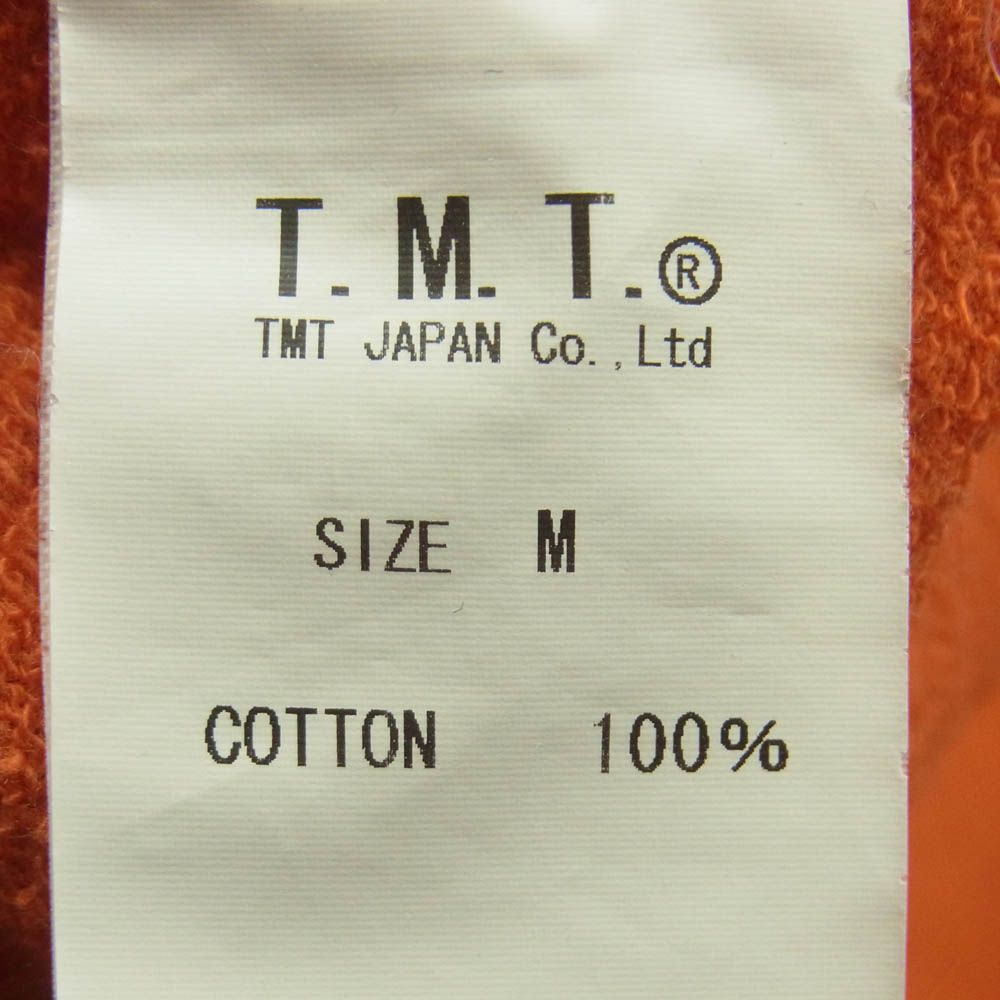 T.M.T.®
TMT JAPAN Co.,Ltd
SIZE M
COTTON 100%